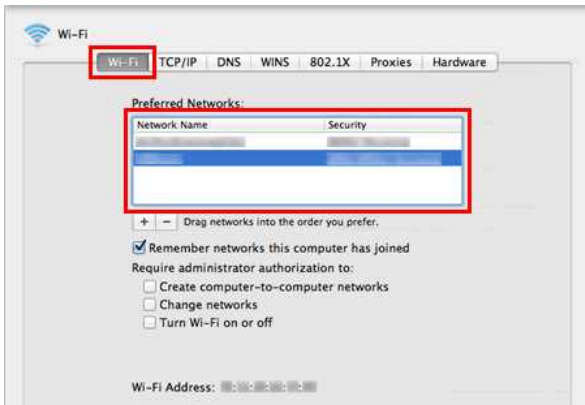 Wi-Fi
Wi-Fi TCP/IP DNS WINS 802.1X Proxies Hardware
Preferred Networks:
Network Name Security
+ − Drag networks into the order you prefer.
Remember networks this computer has joined
Require administrator authorization to:
Create computer-to-computer networks
Change networks
Turn Wi-Fi on or off
Wi-Fi Address: